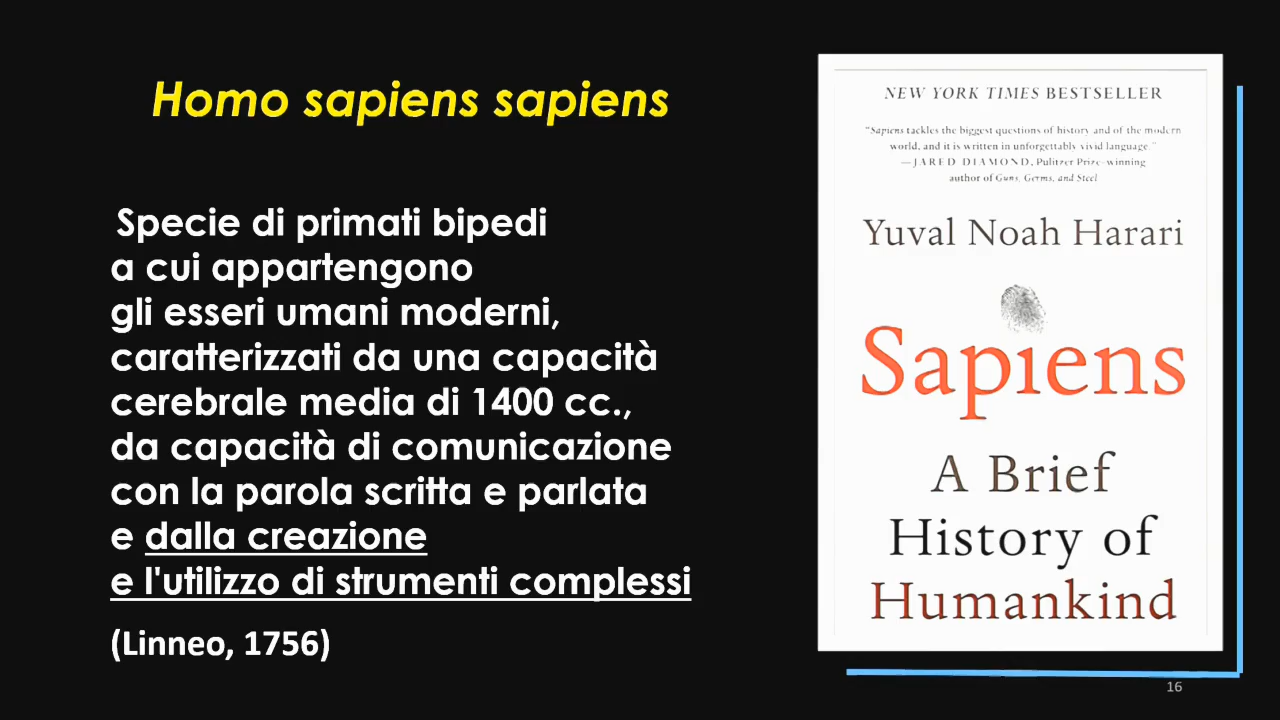 Homo sapiens sapiens
Specie di primati bipedi
a cui appartengono
gli esseri umani moderni,
caratterizzati da una capacità
cerebrale media di 1400 cc.,
da capacità di comunicazione
con la parola scritta e parlata
e dalla creazione
e l'utilizzo di strumenti complessi
(Linneo, 1756)
NEW YORK TIMES BESTSELLER
"Sapiens tackles the biggest questions of history and of the modern
world, and it is written in unforgettably vivid language."
—JARED DIAMOND, Pulitzer Prize-winning
author of Guns, Germs, and Steel
Yuval Noah Harari
Sapiens
A Brief
History of
Humankind
16